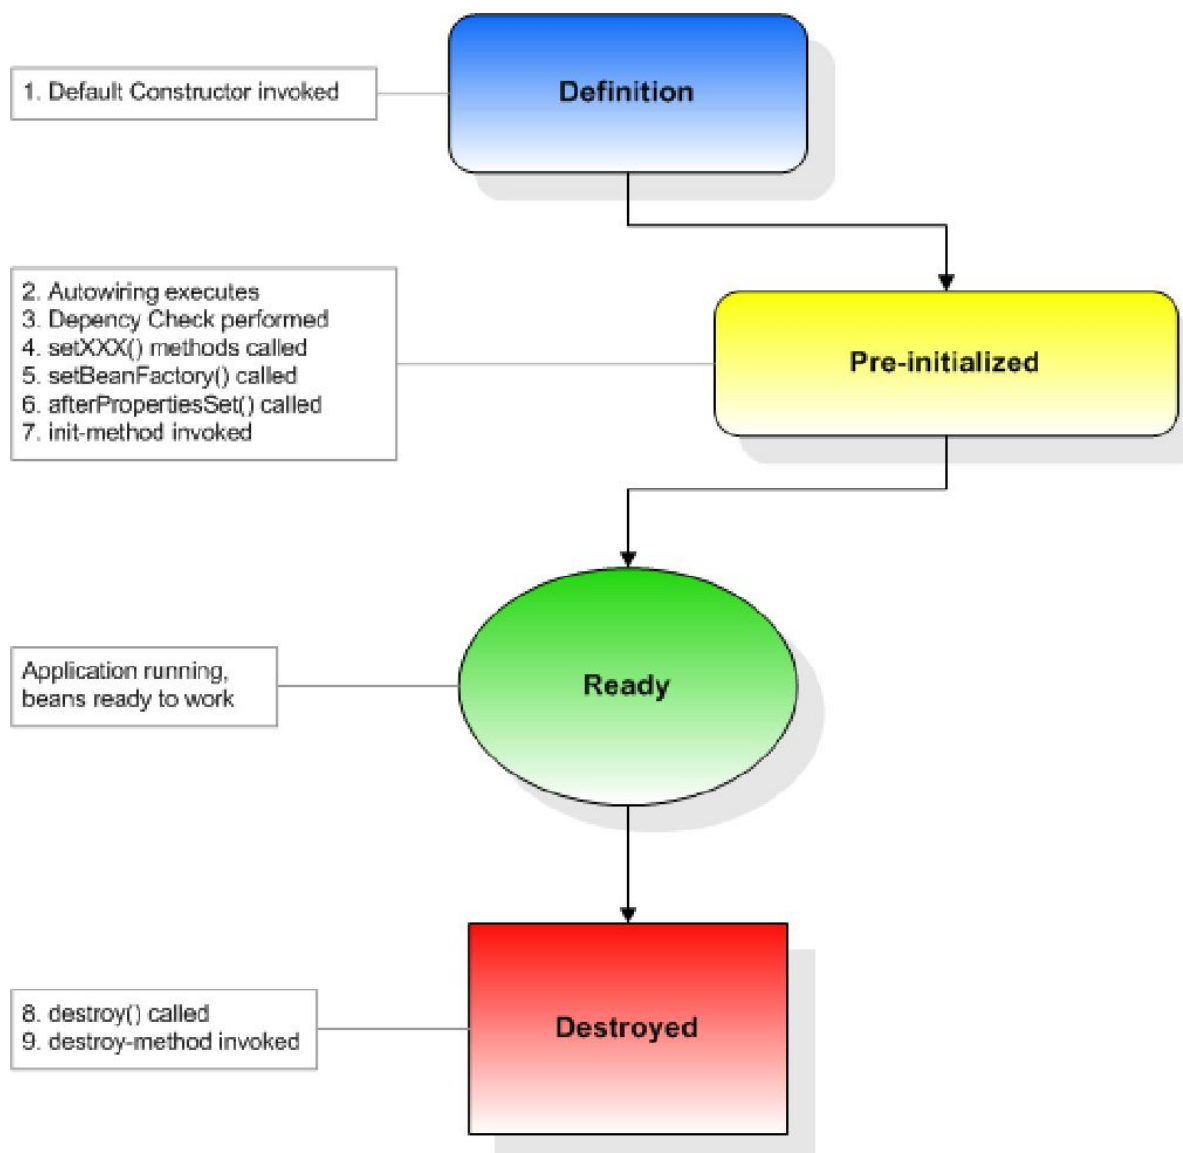 1. Default Constructor invoked
Definition
2. Autowiring executes
3. Depency Check performed
4. setXXX() methods called
5. setBeanFactory() called
6. afterPropertiesSet() called
7. init-method invoked
Pre-initialized
Application running,
beans ready to work
Ready
8. destroy() called
9. destroy-method invoked
Destroyed